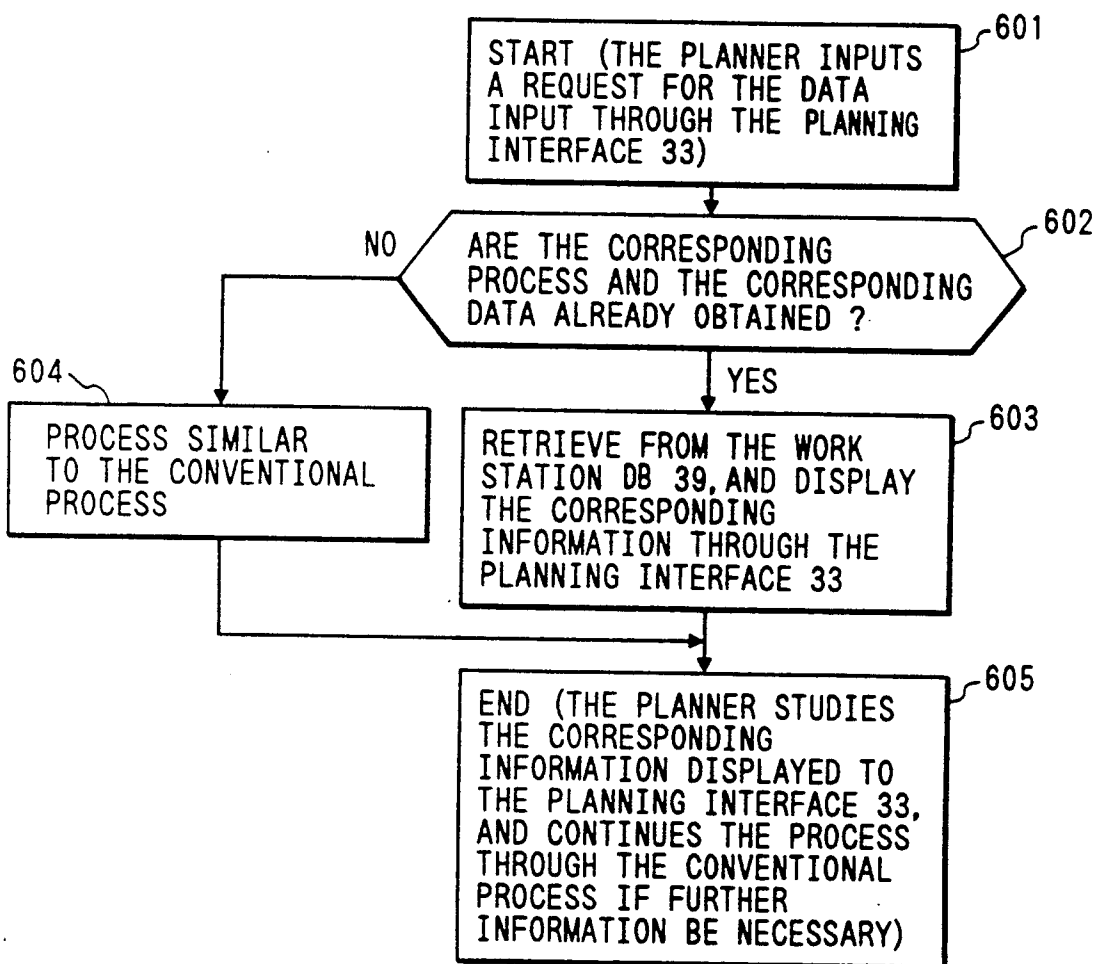 601
START (THE PLANNER INPUTS
A REQUEST FOR THE DATA
INPUT THROUGH THE PLANNING
INTERFACE 33)
602
NO
ARE THE CORRESPONDING
PROCESS AND THE CORRESPONDING
DATA ALREADY OBTAINED ?
YES
604
PROCESS SIMILAR
TO THE CONVENTIONAL
PROCESS
603
RETRIEVE FROM THE WORK
STATION DB 39, AND DISPLAY
THE CORRESPONDING
INFORMATION THROUGH THE
PLANNING INTERFACE 33
605
END (THE PLANNER STUDIES
THE CORRESPONDING
INFORMATION DISPLAYED TO
THE PLANNING INTERFACE 33,
AND CONTINUES THE PROCESS
THROUGH THE CONVENTIONAL
PROCESS IF FURTHER
INFORMATION BE NECESSARY)